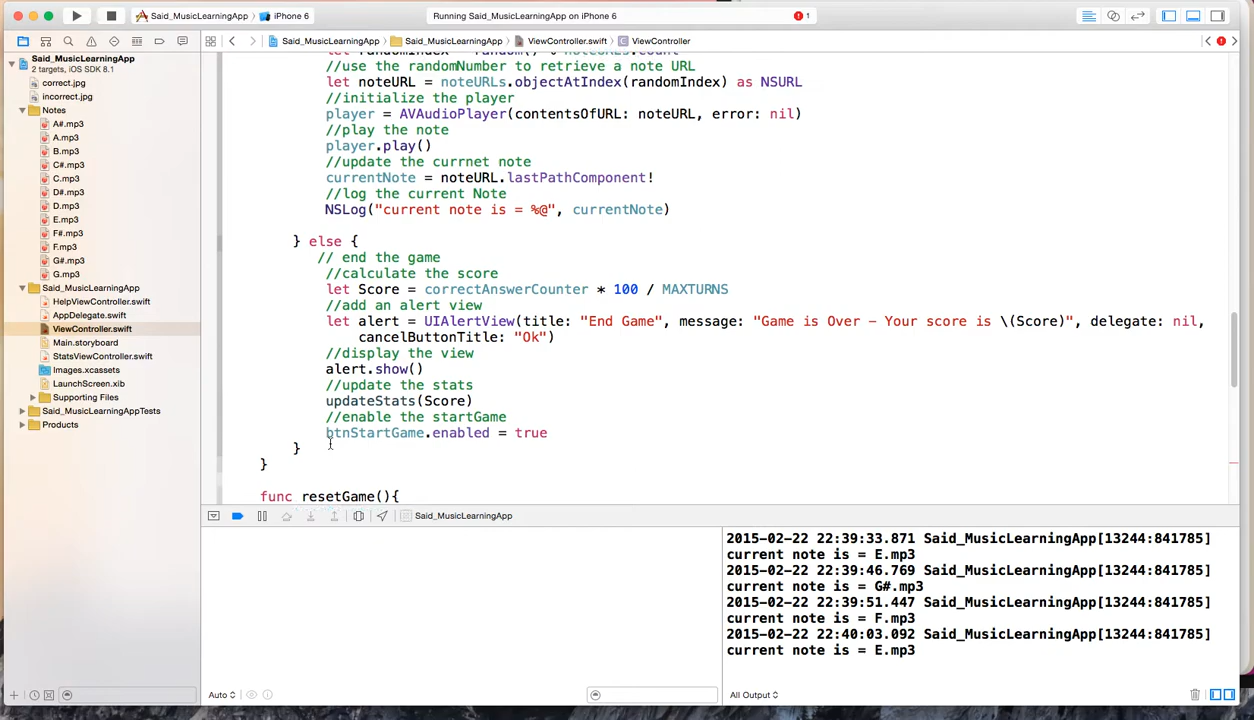 Said_MusicLearningApp
iPhone 6
Running Said_MusicLearningApp on iPhone 6
1
Said_MusicLearningApp
2 targets, iOS SDK 8.1
correct.jpg
incorrect.jpg
Notes
A#.mp3
A.mp3
B.mp3
C#.mp3
C.mp3
D#.mp3
D.mp3
E.mp3
F#.mp3
F.mp3
G#.mp3
G.mp3
Said_MusicLearningApp
HelpViewController.swift
AppDelegate.swift
ViewController.swift
Main.storyboard
StatsViewController.swift
Images.xcassets
LaunchScreen.xib
Supporting Files
Said_MusicLearningAppTests
Products
Said_MusicLearningApp
Said_MusicLearningApp
ViewController.swift
ViewController
//use the randomNumber to retrieve a note URL
let noteURL = noteURLs.objectAtIndex(randomIndex) as NSURL
//initialize the player
player = AVAudioPlayer(contentsOfURL: noteURL, error: nil)
//play the note
player.play()
//update the currnet note
currentNote = noteURL.lastPathComponent!
//log the current Note
NSLog("current note is = %@", currentNote)
} else {
// end the game
//calculate the score
let Score = correctAnswerCounter * 100 / MAXTURNS
//add an alert view
let alert = UIAlertView(title: "End Game", message: "Game is Over - Your score is \(Score)", delegate: nil,
cancelButtonTitle: "Ok")
//display the view
alert.show()
//update the stats
updateStats(Score)
//enable the startGame
btnStartGame.enabled = true
}
}
func resetGame(){
Said_MusicLearningApp
2015-02-22 22:39:33.871 Said_MusicLearningApp[13244:841785]
current note is = E.mp3
2015-02-22 22:39:46.769 Said_MusicLearningApp[13244:841785]
current note is = G#.mp3
2015-02-22 22:39:51.447 Said_MusicLearningApp[13244:841785]
current note is = F.mp3
2015-02-22 22:40:03.092 Said_MusicLearningApp[13244:841785]
current note is = E.mp3
Auto
All Output